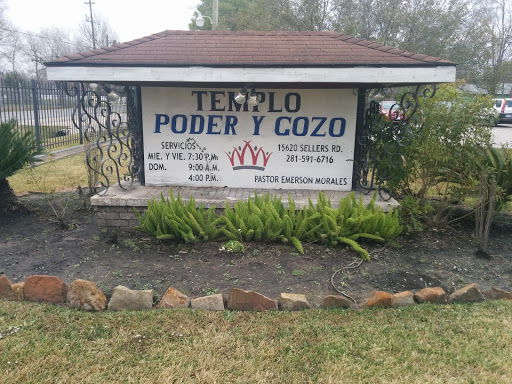 TEMPLO
PODER Y GOZO
SERVICIOS
MIE. Y VIE. 7:30 P.M.
DOM. 9:00 A.M.
4:00 P.M.
15620 SELLERS RD.
281-591-6716
PASTOR EMERSON MORALES